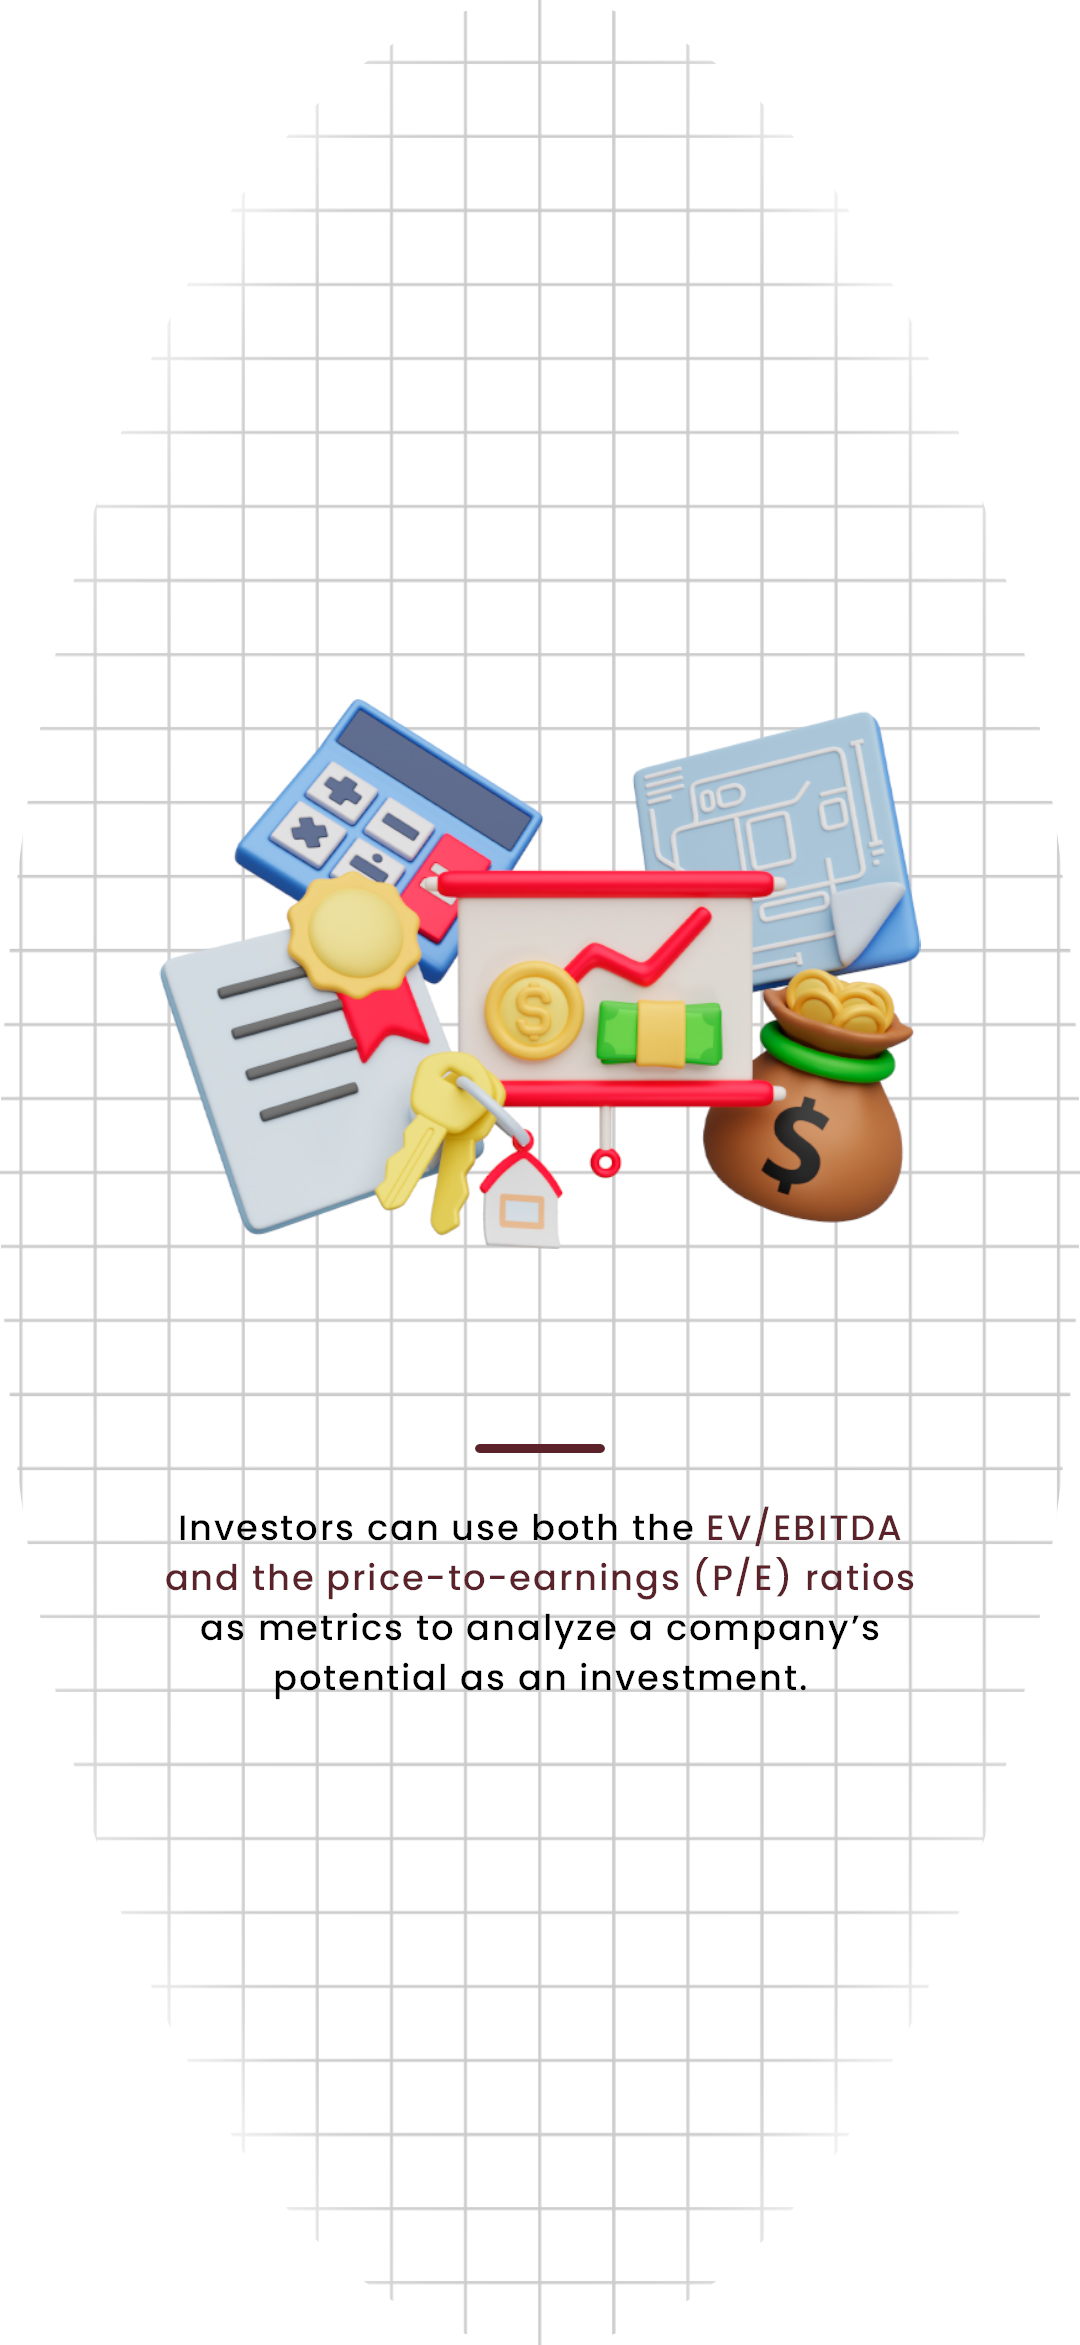 $
$
Investors can use both the EV/EBITDA
and the price-to-earnings (P/E) ratios
as metrics to analyze a company’s
potential as an investment.